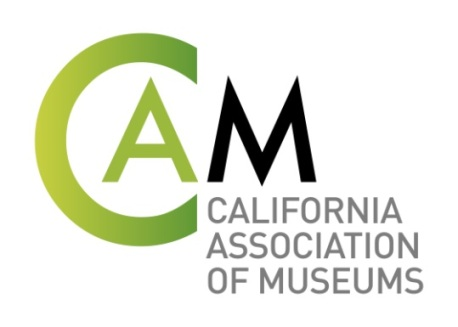 CAM
CALIFORNIA
ASSOCIATION
OF MUSEUMS